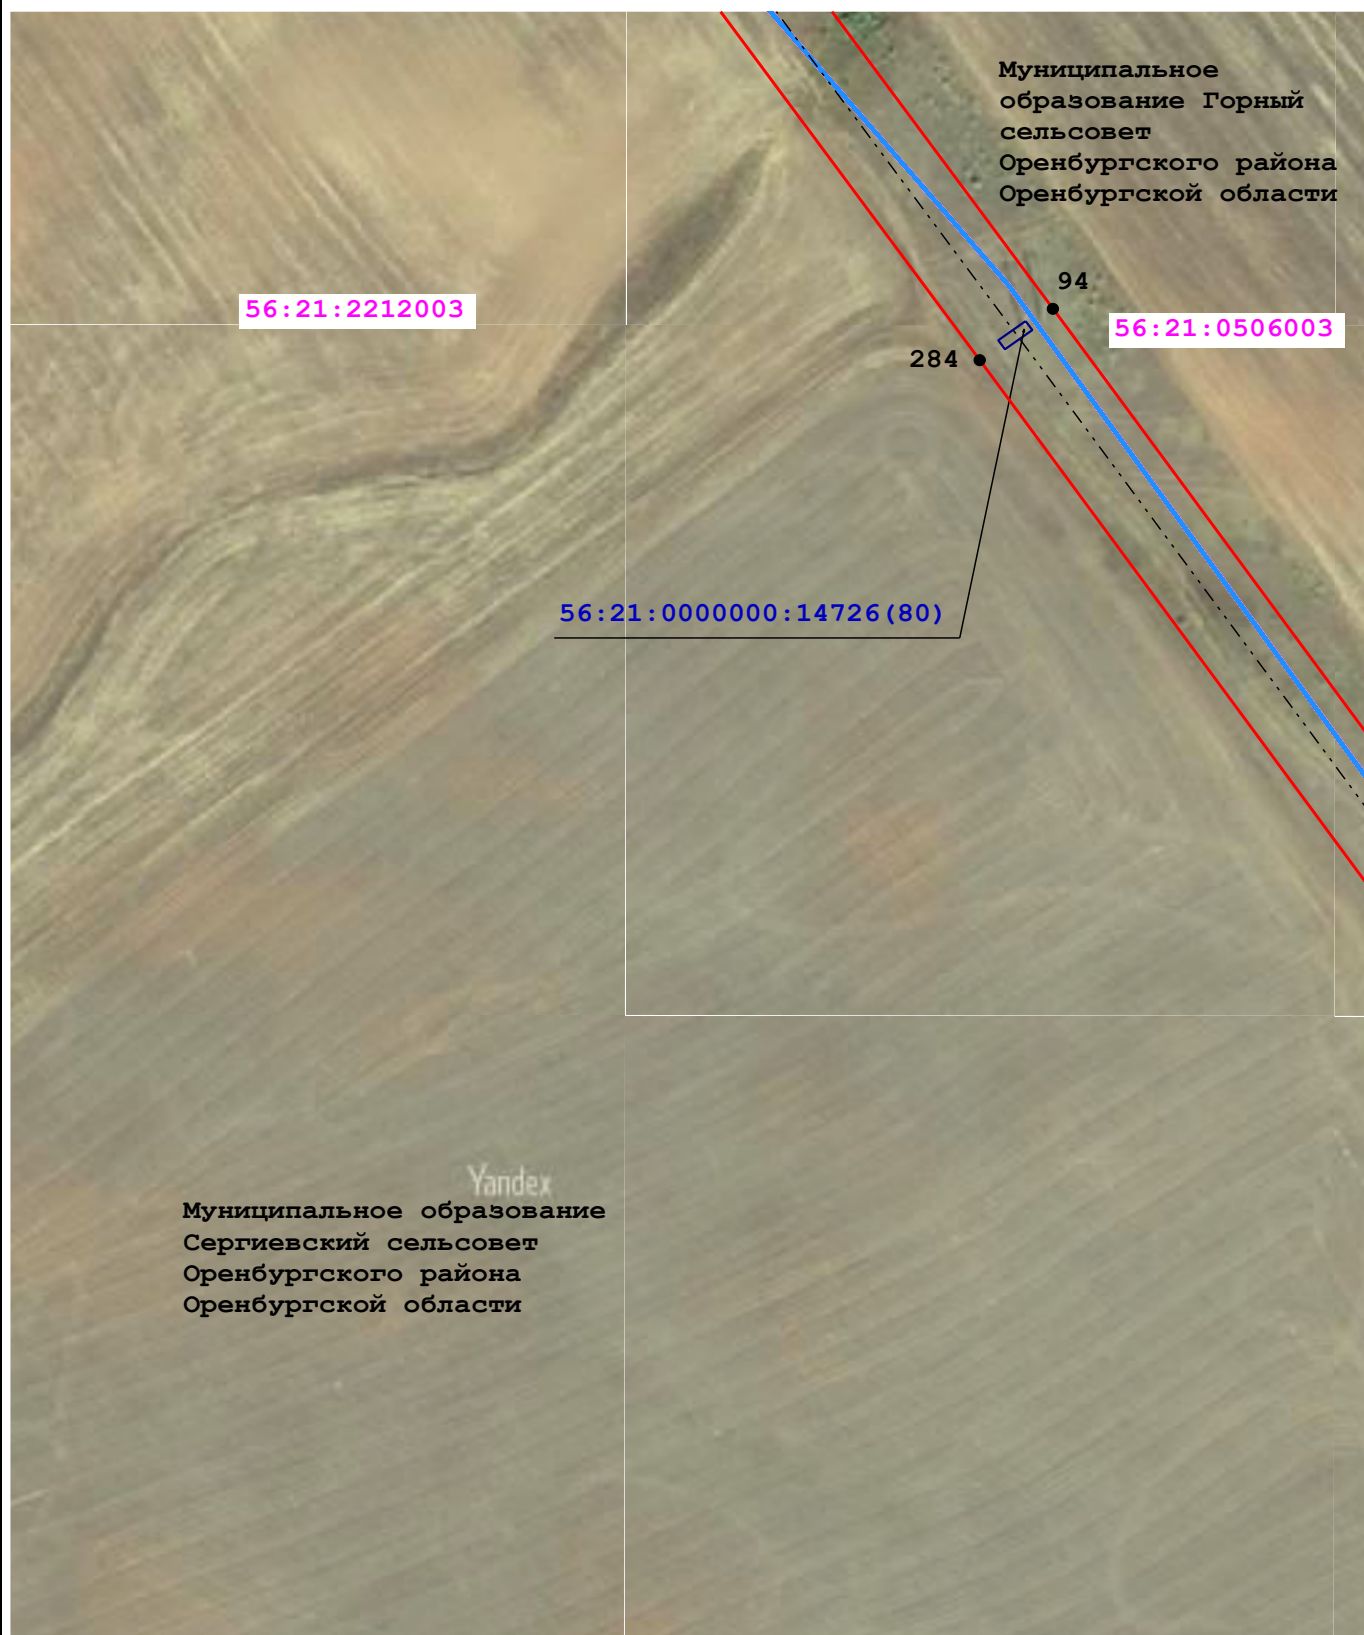 Муниципальное
образование Горный
сельсовет
Оренбургского района
Оренбургской области
94
56:21:2212003
56:21:0506003
284
56:21:0000000:14726(80)
Yandex
Муниципальное образование
Сергиевский сельсовет
Оренбургского района
Оренбургской области